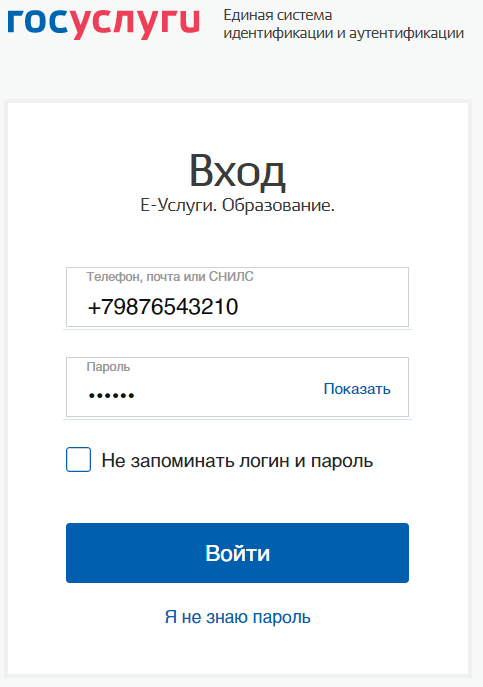 госуслуги
Единая система
идентификации и аутентификации
Вход
Е-Услуги. Образование.
Телефон, почта или СНИЛС
+79876543210
Пароль
••••••
Показать
Не запоминать логин и пароль
Войти
Я не знаю пароль